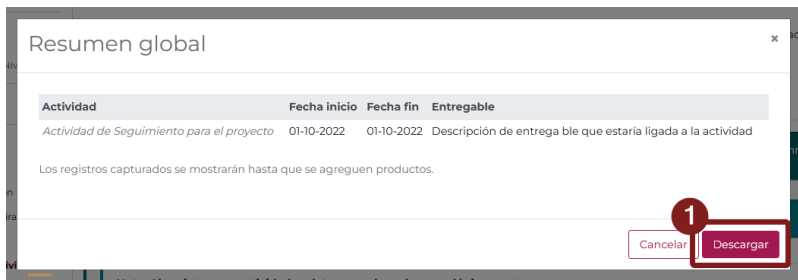 Resumen global
×
Actividad Fecha inicio Fecha fin Entregable
Actividad de Seguimiento para el proyecto 01-10-2022 01-10-2022 Descripción de entrega ble que estaría ligada a la actividad
Los registros capturados se mostrarán hasta que se agreguen productos.
1
Cancelar Descargar